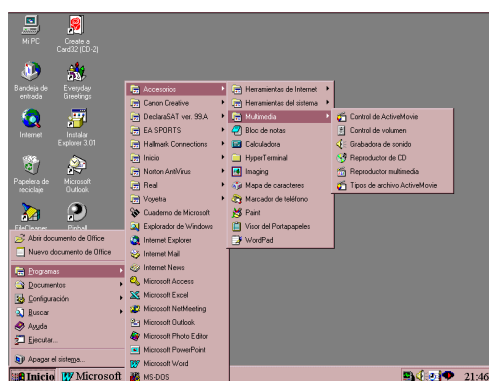 Mi PC
Create a
Card32 (CD-2)
Bandeja de
entrada
Everyday
Greetings
Internet
Instalar
Explorer 3.01
Papelera de
reciclaje
Microsoft
Outlook
FileCleaner
Pinball
Abrir documento de Office
Nuevo documento de Office
Programas
Documentos
Configuración
Buscar
Ayuda
Ejecutar...
Apagar el sistema...
Accesorios
Canon Creative
DeclaraSAT ver. 99.A
EA SPORTS
Hallmark Connections
Inicio
Norton AntiVirus
Real
Voyetra
Cuaderno de Microsoft
Explorador de Windows
Internet Explorer
Internet Mail
Internet News
Microsoft Access
Microsoft Excel
Microsoft NetMeeting
Microsoft Outlook
Microsoft Photo Editor
Microsoft PowerPoint
Microsoft Word
MS-DOS
Herramientas de Internet
Herramientas del sistema
Multimedia
Bloc de notas
Calculadora
HyperTerminal
Imaging
Mapa de caracteres
Marcador de teléfono
Paint
Visor del Portapapeles
WordPad
Control de ActiveMovie
Control de volumen
Grabadora de sonido
Reproductor de CD
Reproductor multimedia
Tipos de archivo ActiveMovie
Inicio
Microsoft
21:46